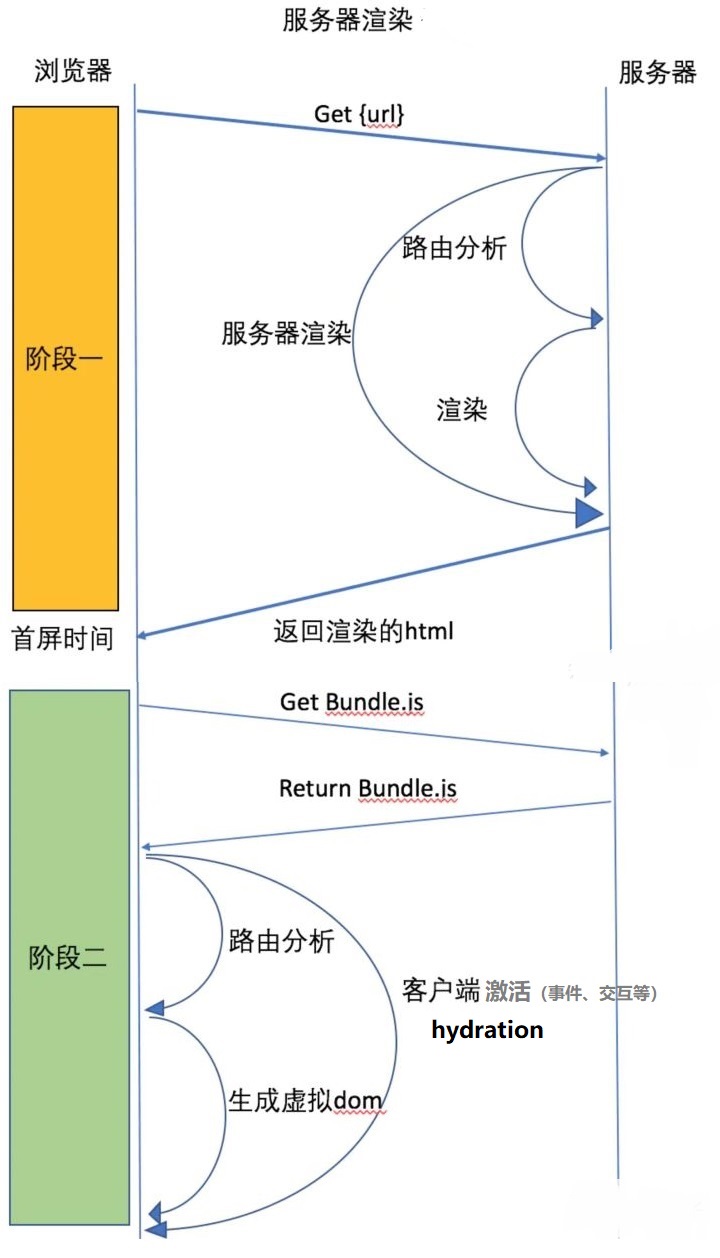 服务器渲染
浏览器
服务器
Get {url}
路由分析
服务器渲染
阶段一
渲染
首屏时间
返回渲染的html
Get Bundle.js
Return Bundle.js
路由分析
阶段二
客户端 激活（事件、交互等）
hydration
生成虚拟dom